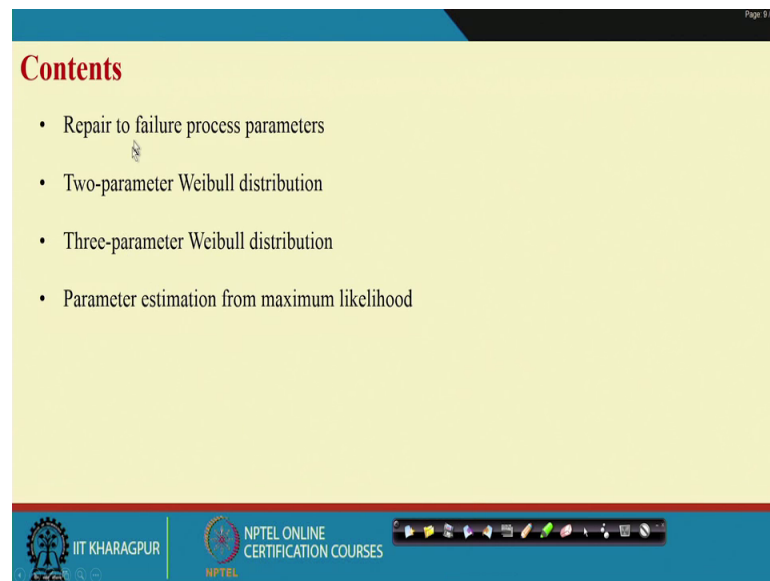 Page: 9 /
Contents
• Repair to failure process parameters
• Two-parameter Weibull distribution
• Three-parameter Weibull distribution
• Parameter estimation from maximum likelihood
IIT KHARAGPUR
NPTEL
NPTEL ONLINE
CERTIFICATION COURSES